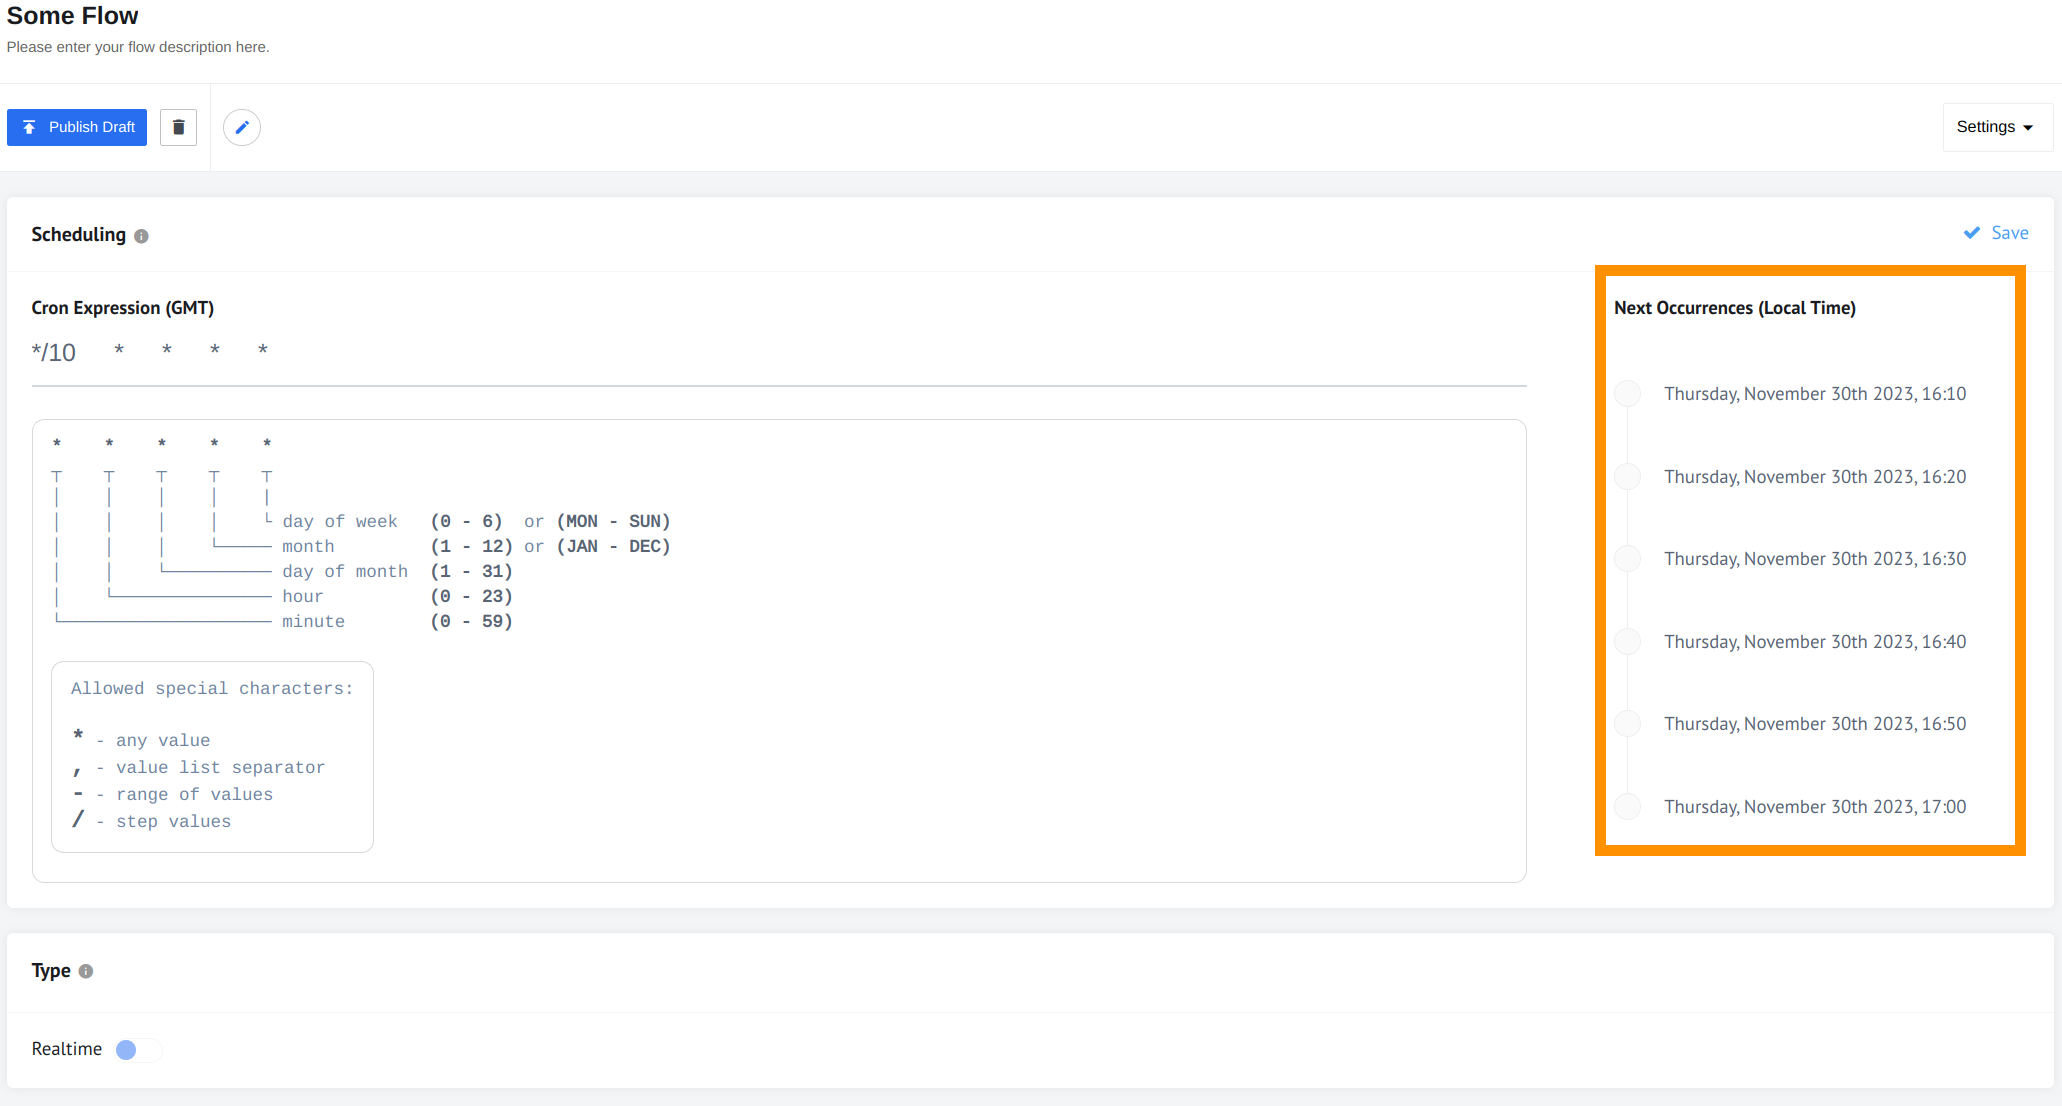 Some Flow
Please enter your flow description here.
Publish Draft
Settings
Scheduling
Save
Cron Expression (GMT)
*/10 * * * *
* * * * *
day of week (0 - 6) or (MON - SUN)
month (1 - 12) or (JAN - DEC)
day of month (1 - 31)
hour (0 - 23)
minute (0 - 59)
Allowed special characters:
* - any value
, - value list separator
- - range of values
/ - step values
Next Occurrences (Local Time)
Thursday, November 30th 2023, 16:10
Thursday, November 30th 2023, 16:20
Thursday, November 30th 2023, 16:30
Thursday, November 30th 2023, 16:40
Thursday, November 30th 2023, 16:50
Thursday, November 30th 2023, 17:00
Type
Realtime